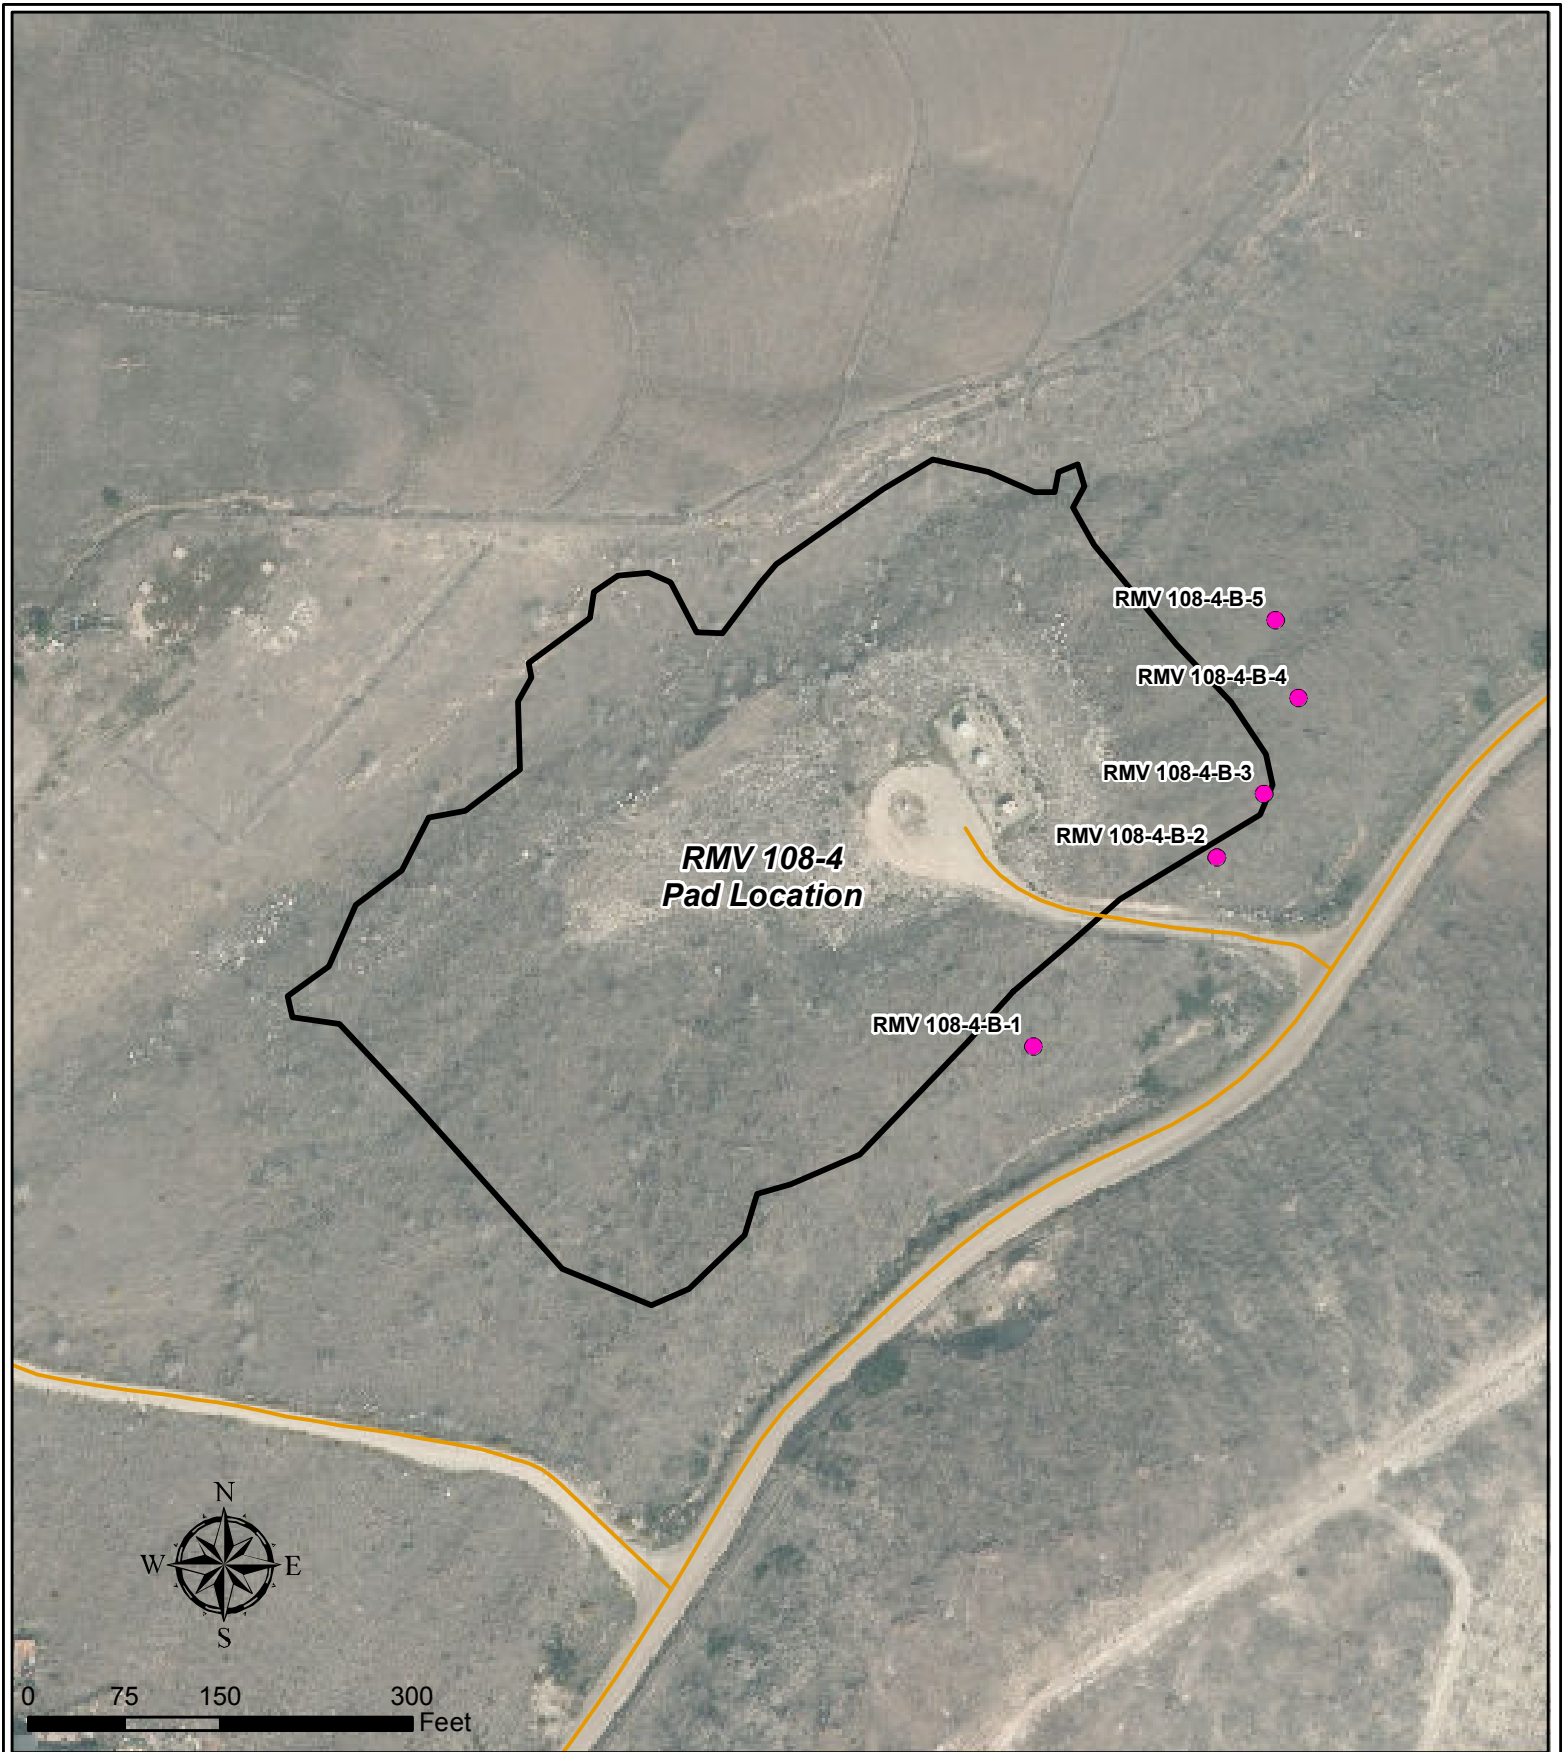 RMV 108-4-B-5
RMV 108-4-B-4
RMV 108-4-B-3
RMV 108-4-B-2
RMV 108-4
Pad Location
RMV 108-4-B-1
N
W E
S
0 75 150 300
Feet